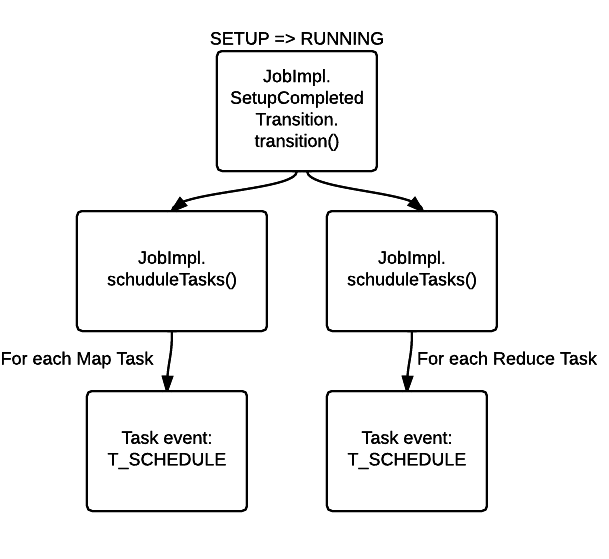 SETUP => RUNNING
JobImpl.
SetupCompleted
Transition.
transition()
JobImpl.
schuduleTasks()
JobImpl.
schuduleTasks()
For each Map Task
For each Reduce Task
Task event:
T_SCHEDULE
Task event:
T_SCHEDULE